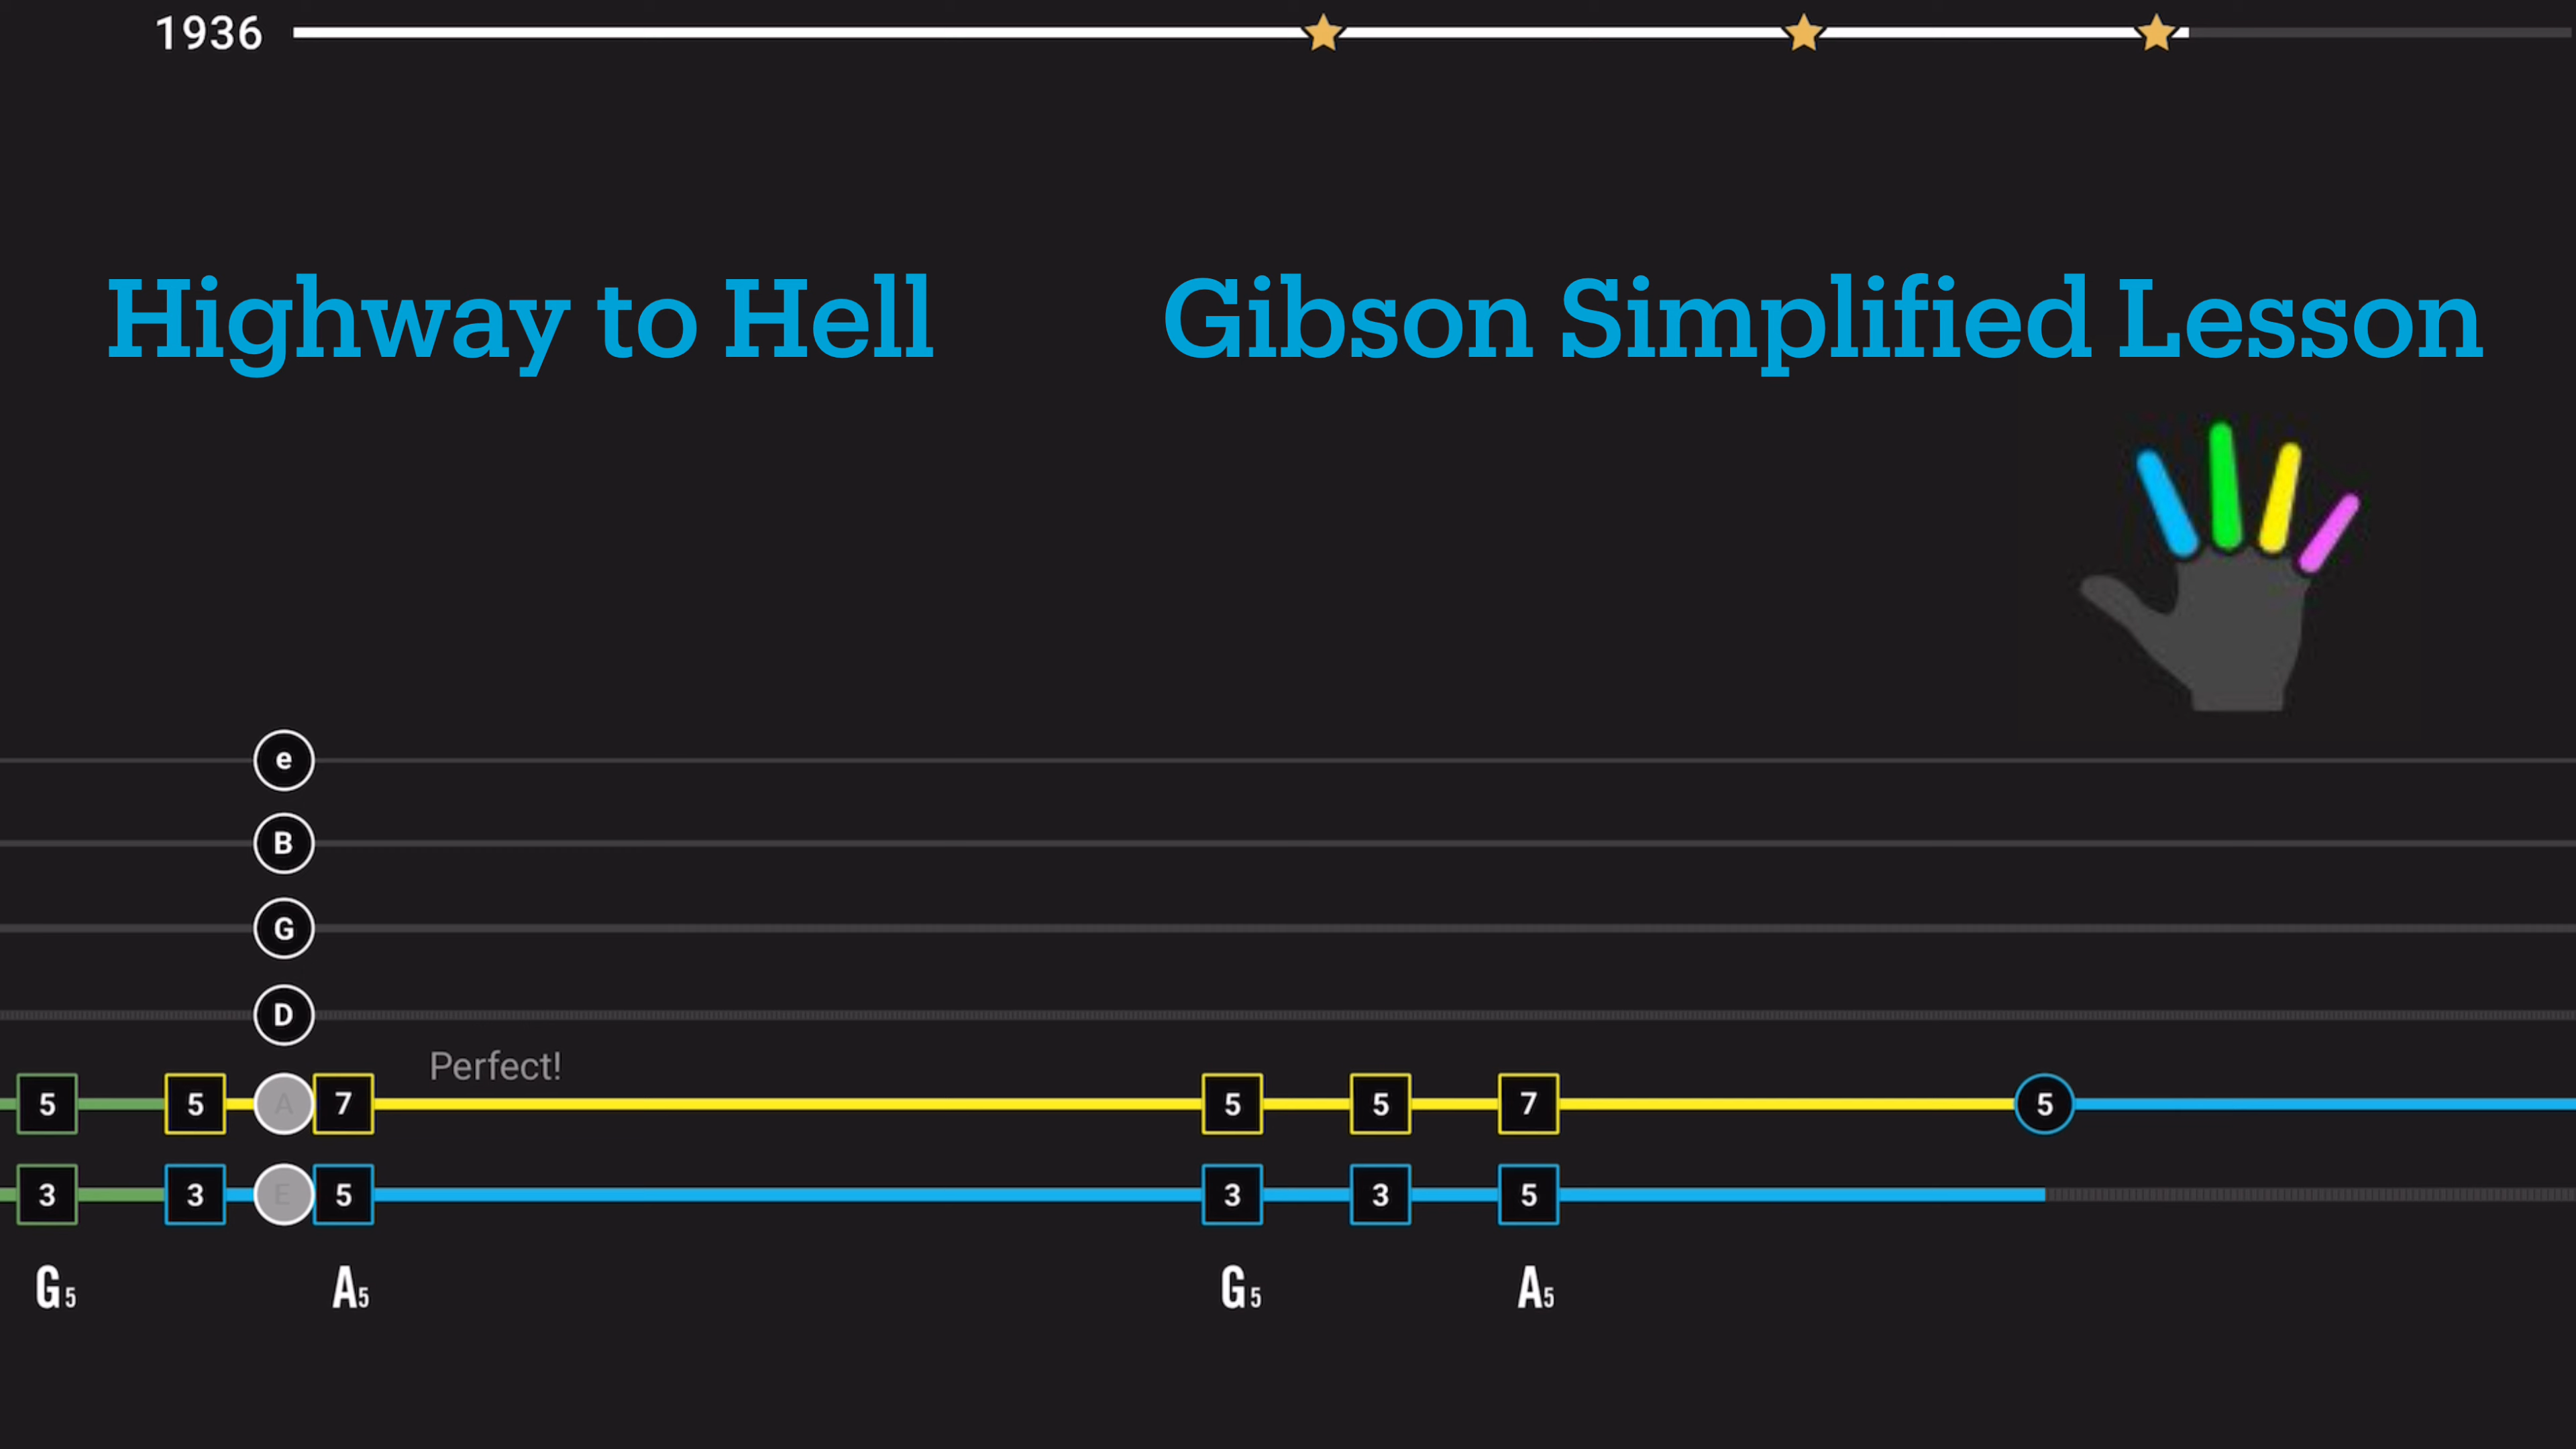 1936
Highway to Hell Gibson Simplified Lesson
e
B
G
D
Perfect!
5 5 A 7 5 5 7 5
3 3 E 5 3 3 5
G5 A5 G5 A5